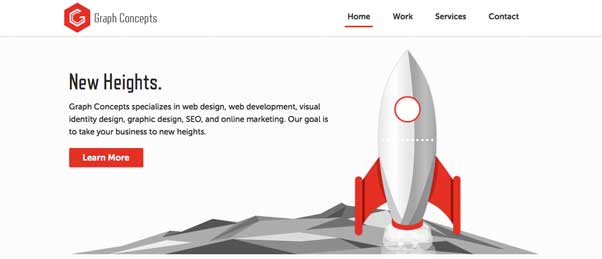 Graph Concepts
Home Work Services Contact
New Heights.
Graph Concepts specializes in web design, web development, visual
identity design, graphic design, SEO, and online marketing. Our goal is
to take your business to new heights.
Learn More